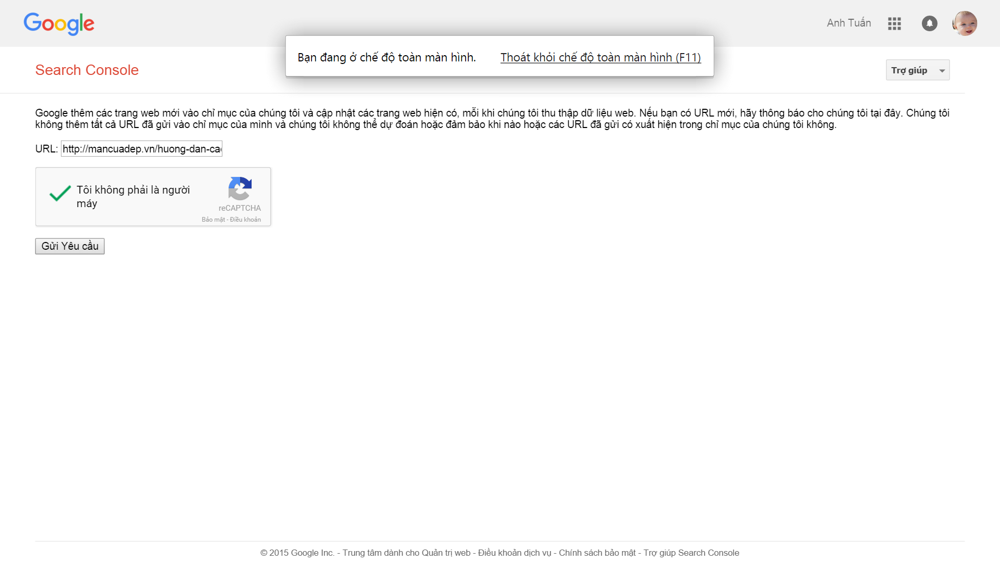 Google
Anh Tuấn
Bạn đang ở chế độ toàn màn hình. Thoát khỏi chế độ toàn màn hình (F11)
Search Console
Trợ giúp
Google thêm các trang web mới vào chỉ mục của chúng tôi và cập nhật các trang web hiện có, mỗi khi chúng tôi thu thập dữ liệu web. Nếu bạn có URL mới, hãy thông báo cho chúng tôi tại đây. Chúng tôi
không thêm tất cả URL đã gửi vào chỉ mục của mình và chúng tôi không thể dự đoán hoặc đảm bảo khi nào hoặc các URL đã gửi có xuất hiện trong chỉ mục của chúng tôi không.
URL: http://mancuadep.vn/huong-dan-ca
Tôi không phải là người
máy
reCAPTCHA
Bảo mật - Điều khoản
Gửi Yêu cầu
© 2015 Google Inc. - Trung tâm dành cho Quản trị web - Điều khoản dịch vụ - Chính sách bảo mật - Trợ giúp Search Console